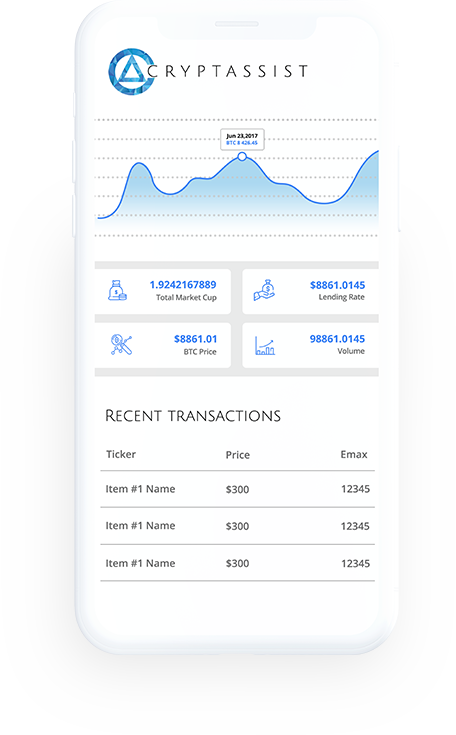 CRYPTASSIST
Jun 23,2017
BTC 8 426.45
1.9242167889
Total Market Cup
$8861.0145
Lending Rate
$8861.01
BTC Price
98861.0145
Volume
RECENT TRANSACTIONS
Ticker Price Emax
Item #1 Name $300 12345
Item #1 Name $300 12345
Item #1 Name $300 12345